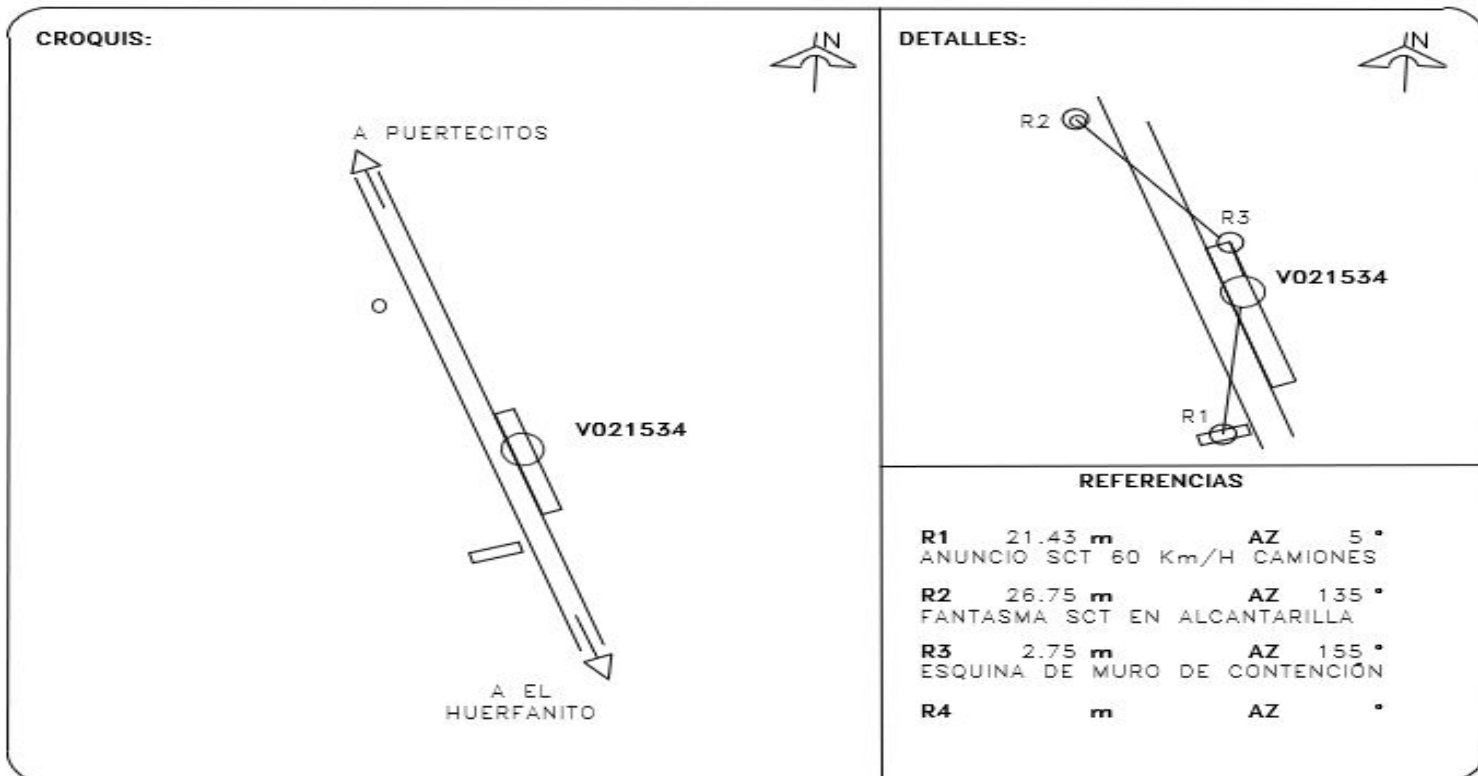 CROQUIS:
N
A PUERTECITOS
V021534
A EL
HUERFANITO
DETALLES:
N
R2
R3
V021534
R1
REFERENCIAS
R1 21.43 m AZ 5 °
ANUNCIO SCT 60 Km/H CAMIONES
R2 26.75 m AZ 135 °
FANTASMA SCT EN ALCANTARILLA
R3 2.75 m AZ 155 °
ESQUINA DE MURO DE CONTENCIÓN
R4 m AZ °